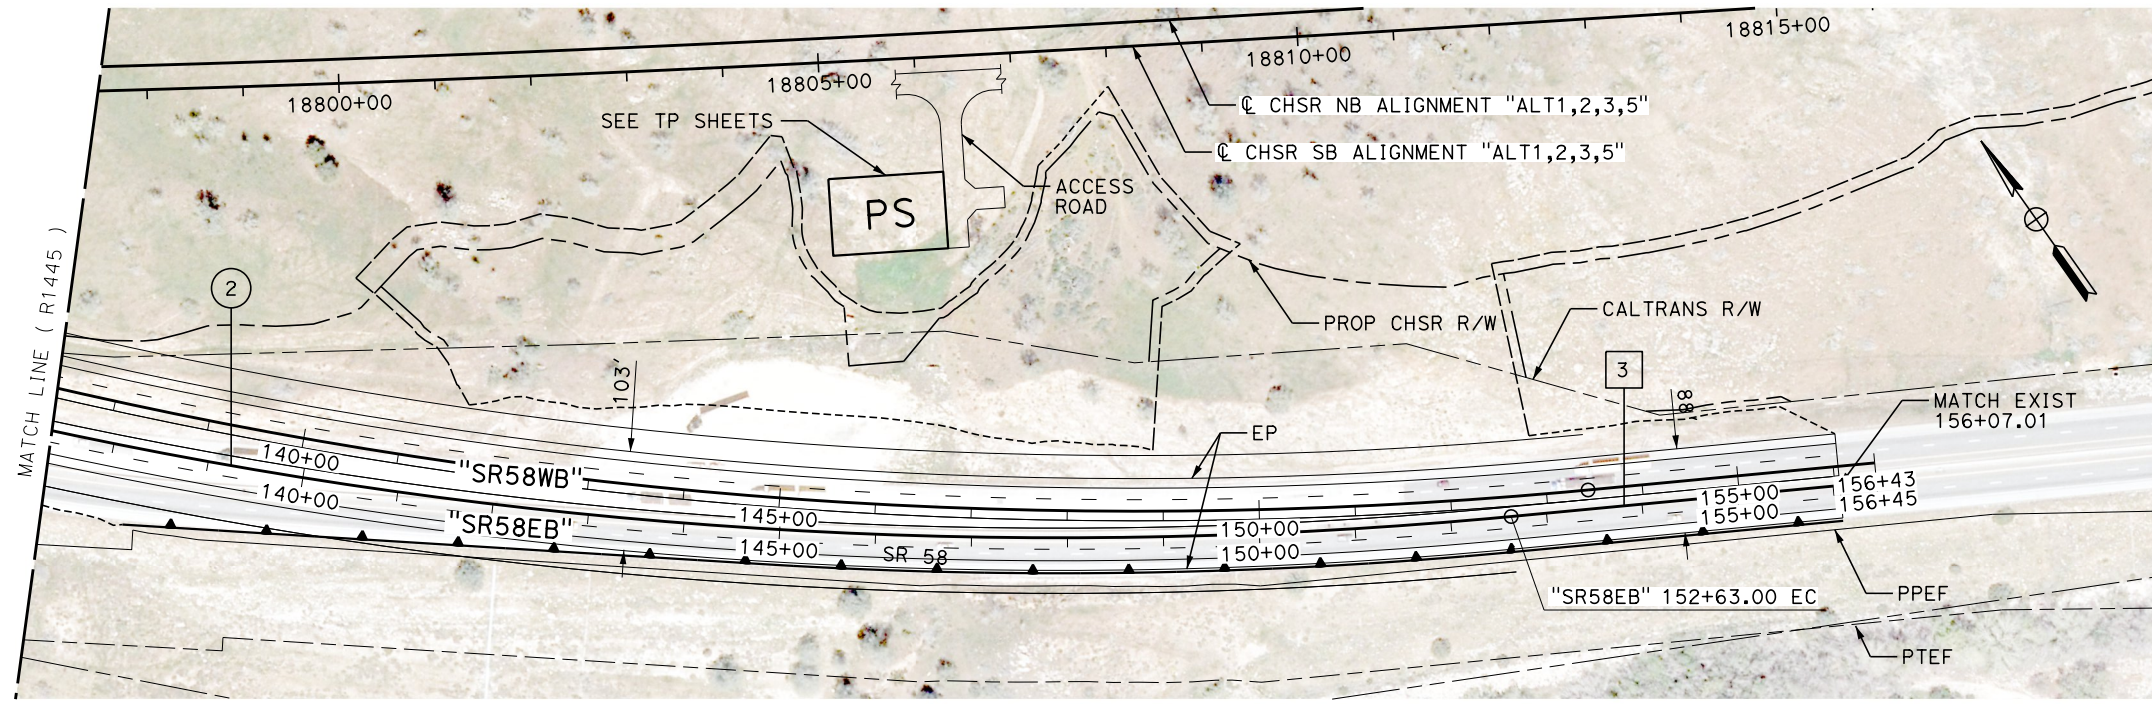 18815+00
18810+00
18805+00
18800+00
℄ CHSR NB ALIGNMENT "ALT1,2,3,5"
SEE TP SHEETS
℄ CHSR SB ALIGNMENT "ALT1,2,3,5"
ACCESS
ROAD
PS
MATCH LINE ( R1445 )
2
PROP CHSR R/W
CALTRANS R/W
3
103'
88'
MATCH EXIST
156+07.01
EP
140+00
"SR58WB"
145+00
150+00
155+00
156+43
140+00
"SR58EB"
145+00
SR 58
150+00
155+00
156+45
"SR58EB" 152+63.00 EC
PPEF
PTEF